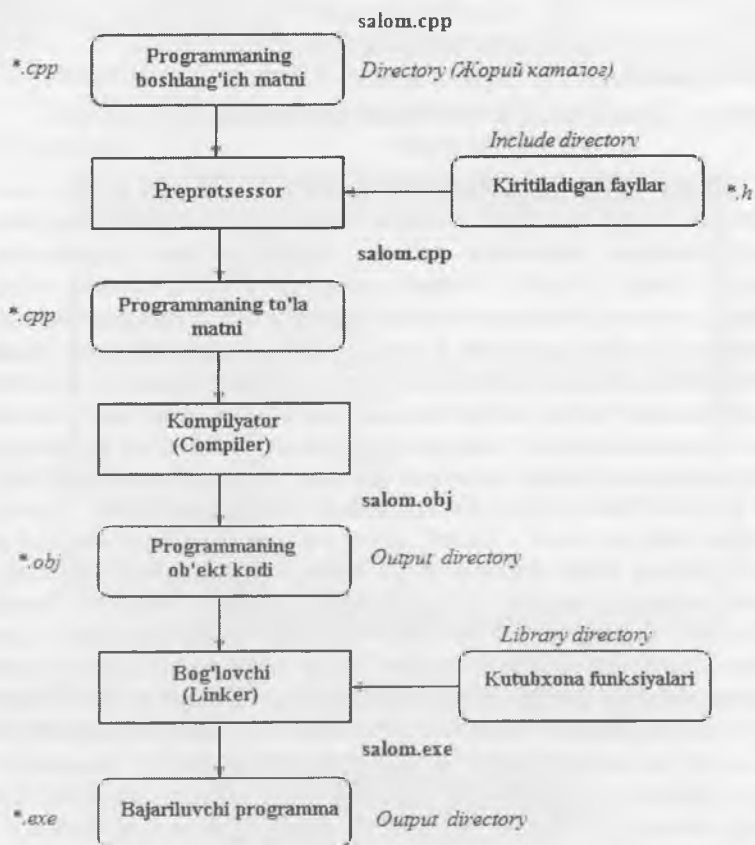 salom.cpp
*.cpp
Programmaning
boshlang'ich matni
Directory (Жорий каталог)
Include directory
Preprotsessor
Kiritiladigan fayllar
*.h
salom.cpp
*.cpp
Programmaning to'la
matni
Kompilyator
(Compiler)
salom.obj
*.obj
Programmaning
ob'ekt kodi
Output directory
Library directory
Bog'lovchi
(Linker)
Kutubxona funksiyalari
salom.exe
*.exe
Bajariluvchi programma
Output directory